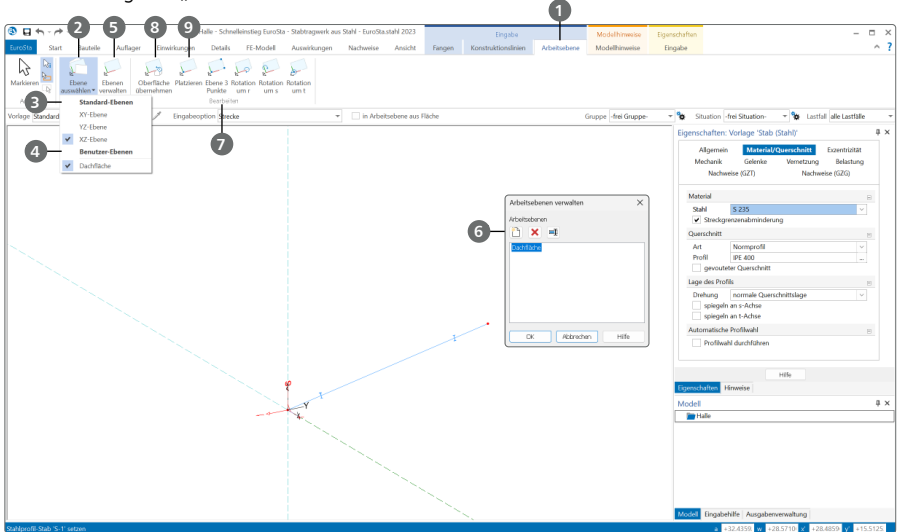 1
Halle - Schnelleinstieg EuroSta - Stabtragwerk aus Stahl - EuroSta.stahl 2023
Eingabe
Modellhinweise
Eigenschaften
2
5
8
9
EuroSta
Start
Bauteile
Auflager
Einwirkungen
Details
FE-Modell
Auswirkungen
Nachweise
Ansicht
Fangen
Konstruktionslinien
Arbeitsebene
Modellhinweise
Eingabe
Markieren
Ebene auswählen
Ebenen verwalten
Oberfläche übernehmen
Platzieren
Ebene 3 Punkte
Rotation um r
Rotation um s
Rotation um t
Bearbeiten
3
Standard-Ebenen
XY-Ebene
YZ-Ebene
XZ-Ebene
4
Benutzer-Ebenen
Dachfläche
7
Vorlage
Eingabeoption
Strecke
in Arbeitsebene aus Fläche
Gruppe
-frei Gruppe-
Situation
-frei Situation-
Lastfall
alle Lastfälle
Eigenschaften: Vorlage 'Stab (Stahl)'
Allgemein
Material/Querschnitt
Exzentrizität
Mechanik
Gelenke
Vernetzung
Belastung
Nachweise (GZT)
Nachweise (GZG)
Material
Stahl
S 235
Streckgrenzenabminderung
Querschnitt
Art
Normprofil
Profil
IPE 400
...
gevouteter Querschnitt
Lage des Profils
Drehung
normale Querschnittslage
spiegeln an s-Achse
spiegeln an t-Achse
Automatische Profilwahl
Profilwahl durchführen
Hilfe
Eigenschaften
Hinweise
Modell
Halle
Modell
Eingabehilfe
Ausgabenverwaltung
Arbeitsebenen verwalten
Arbeitsebenen
6
Dachfläche
OK
Abbrechen
Hilfe
Y
Stahlprofil-Stab 'S-1' setzen